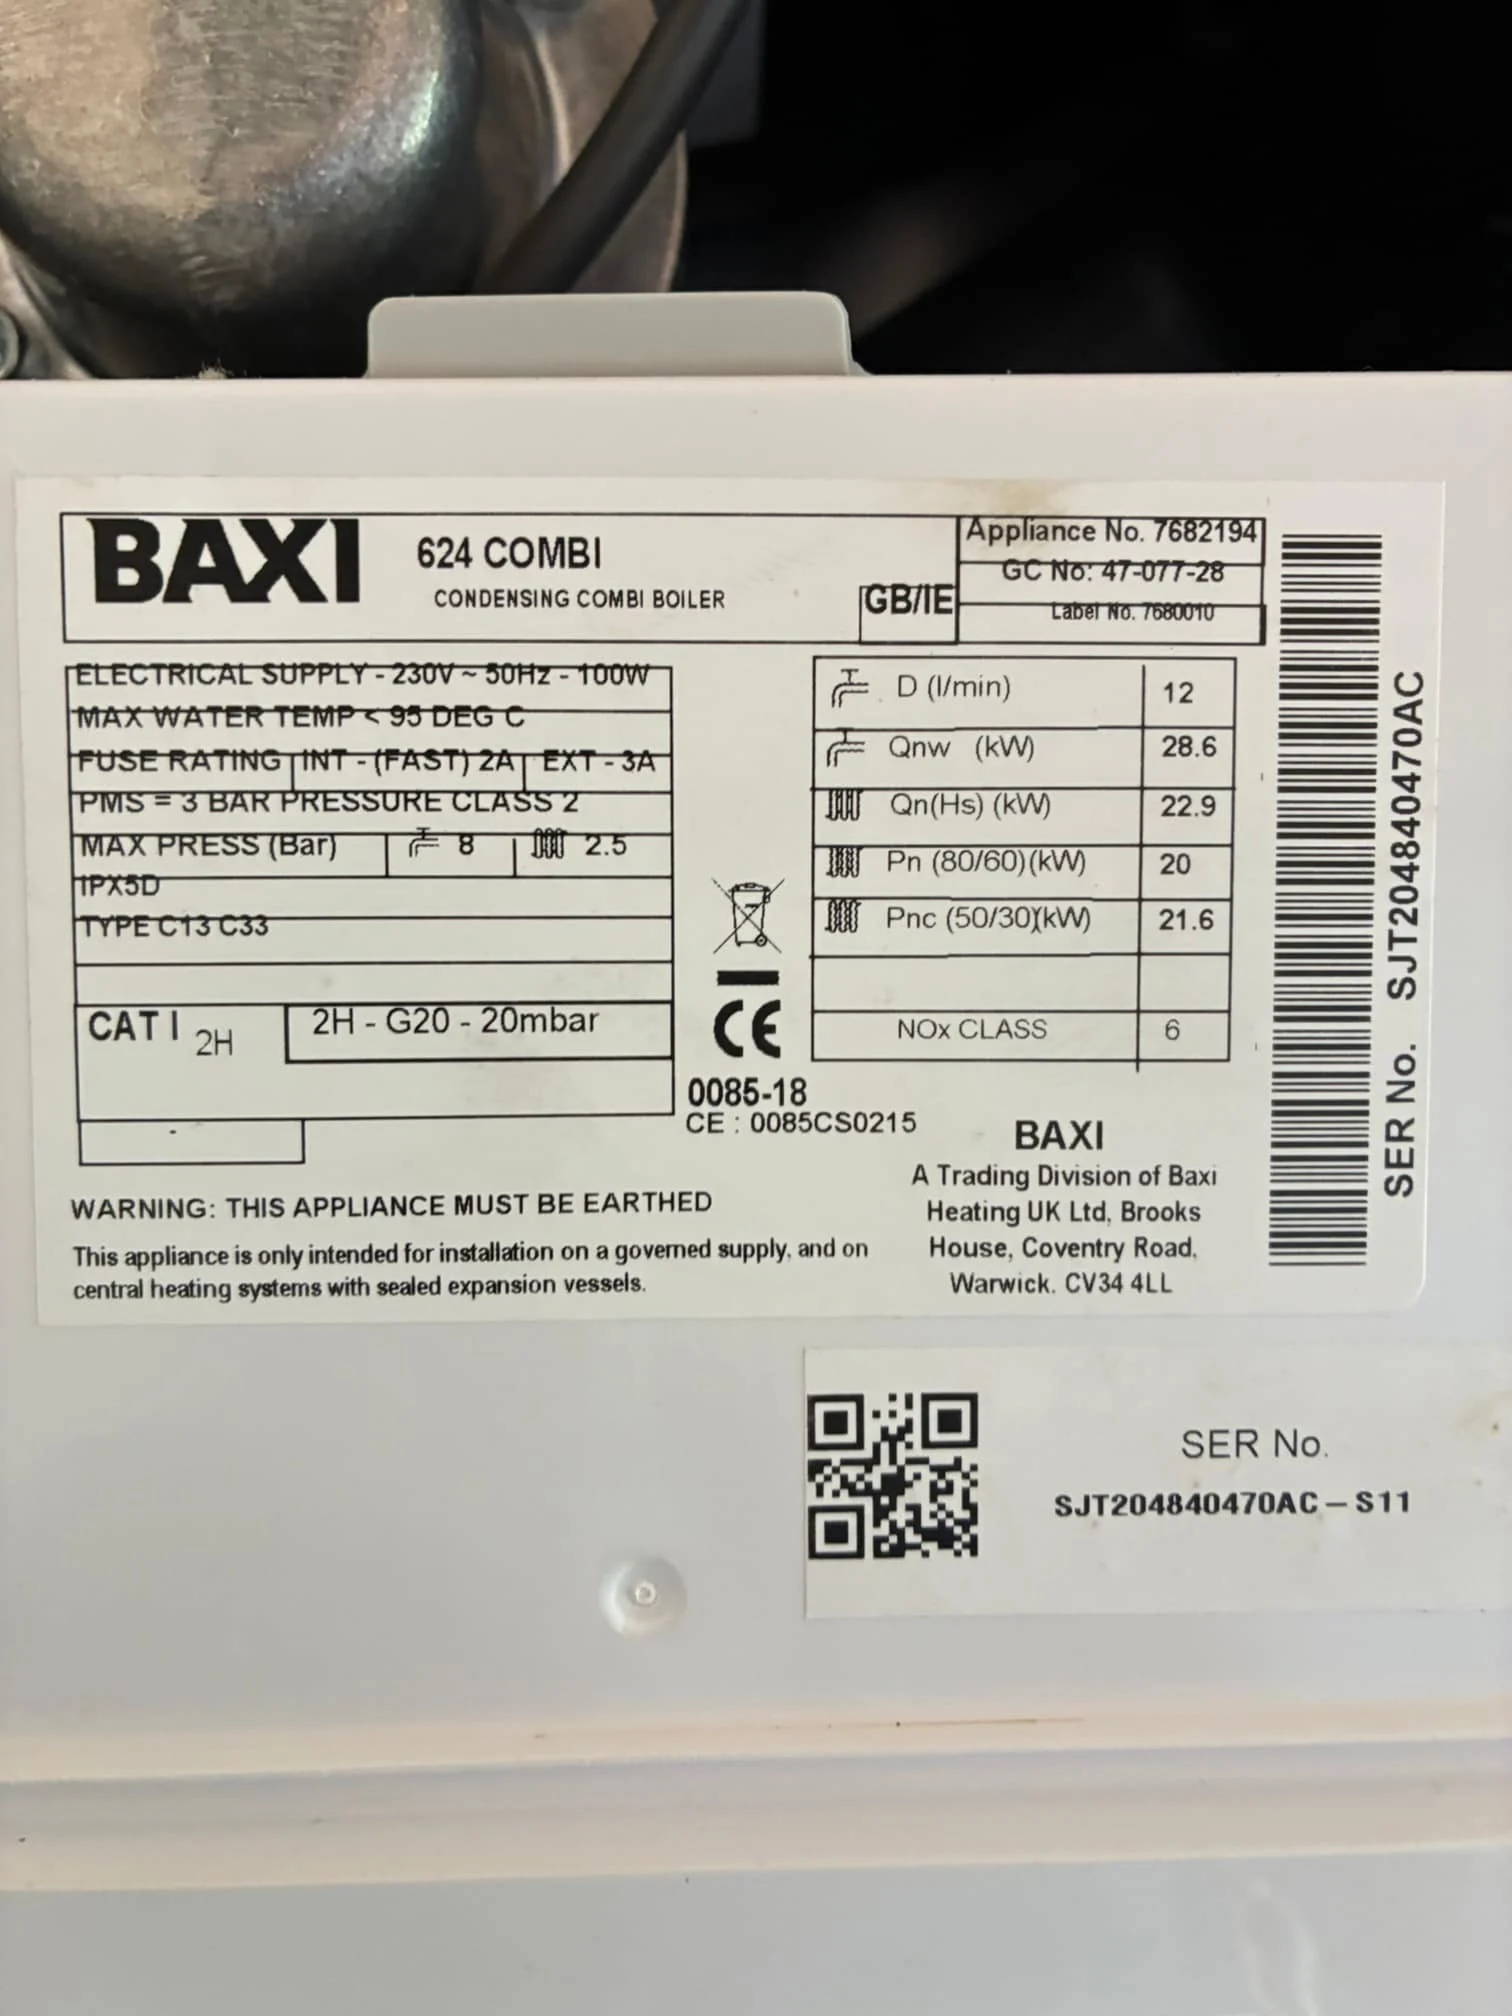 BAXI
624 COMBI
CONDENSING COMBI BOILER
GB/IE
Appliance No. 7682194
GC No: 47-077-28
Label No. 7680010
ELECTRICAL SUPPLY - 230V ~ 50Hz - 100W
MAX WATER TEMP < 95 DEG C
FUSE RATING INT - (FAST) 2A EXT - 3A
PMS = 3 BAR PRESSURE CLASS 2
MAX PRESS (Bar) 8 2.5
IPX5D
TYPE C13 C33
CAT I 2H 2H - G20 - 20mbar
-
D (l/min) 12
Qnw (kW) 28.6
Qn(Hs) (kW) 22.9
Pn (80/60)(kW) 20
Pnc (50/30)(kW) 21.6
NOx CLASS 6
CE
0085-18
CE : 0085CS0215
WARNING: THIS APPLIANCE MUST BE EARTHED
This appliance is only intended for installation on a governed supply, and on
central heating systems with sealed expansion vessels.
BAXI
A Trading Division of Baxi
Heating UK Ltd, Brooks
House, Coventry Road,
Warwick. CV34 4LL
SER No. SJT204840470AC
SER No.
SJT204840470AC – S11